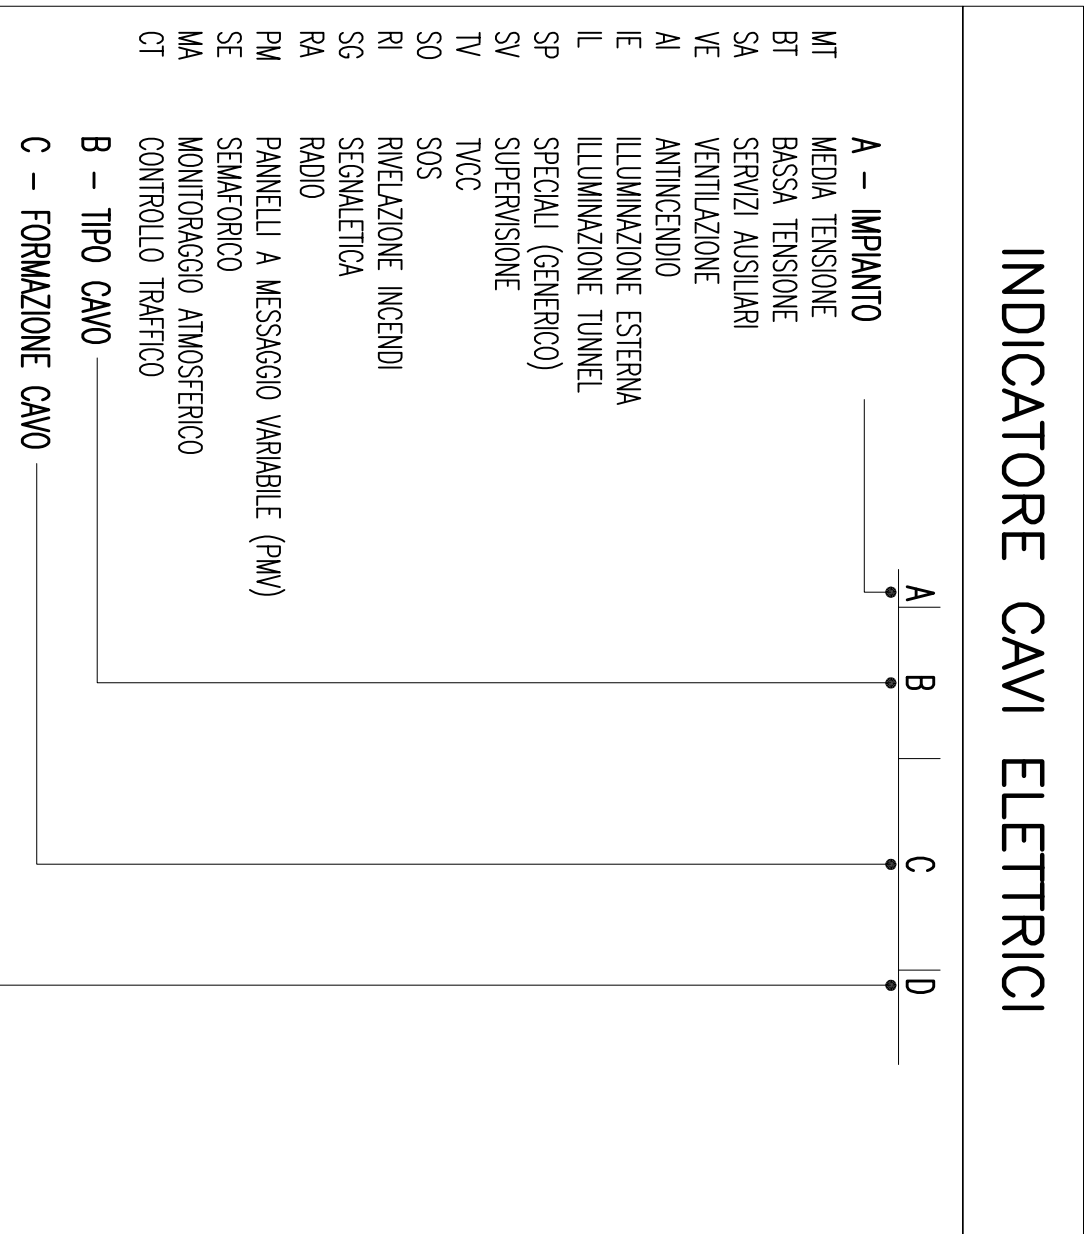 INDICATORE CAVI ELETTRICI
A B C D
A - IMPIANTO
MT MEDIA TENSIONE
BT BASSA TENSIONE
SA SERVIZI AUSILIARI
VE VENTILAZIONE
AI ANTINCENDIO
IE ILLUMINAZIONE ESTERNA
IL ILLUMINAZIONE TUNNEL
SP SPECIALI (GENERICO)
SV SUPERVISIONE
TV TVCC
SO SOS
RI RIVELAZIONE INCENDI
SG SEGNALETICA
RA RADIO
PM PANNELLI A MESSAGGIO VARIABILE (PMV)
SE SEMAFORICO
MA MONITORAGGIO ATMOSFERICO
CT CONTROLLO TRAFFICO
B - TIPO CAVO
C - FORMAZIONE CAVO